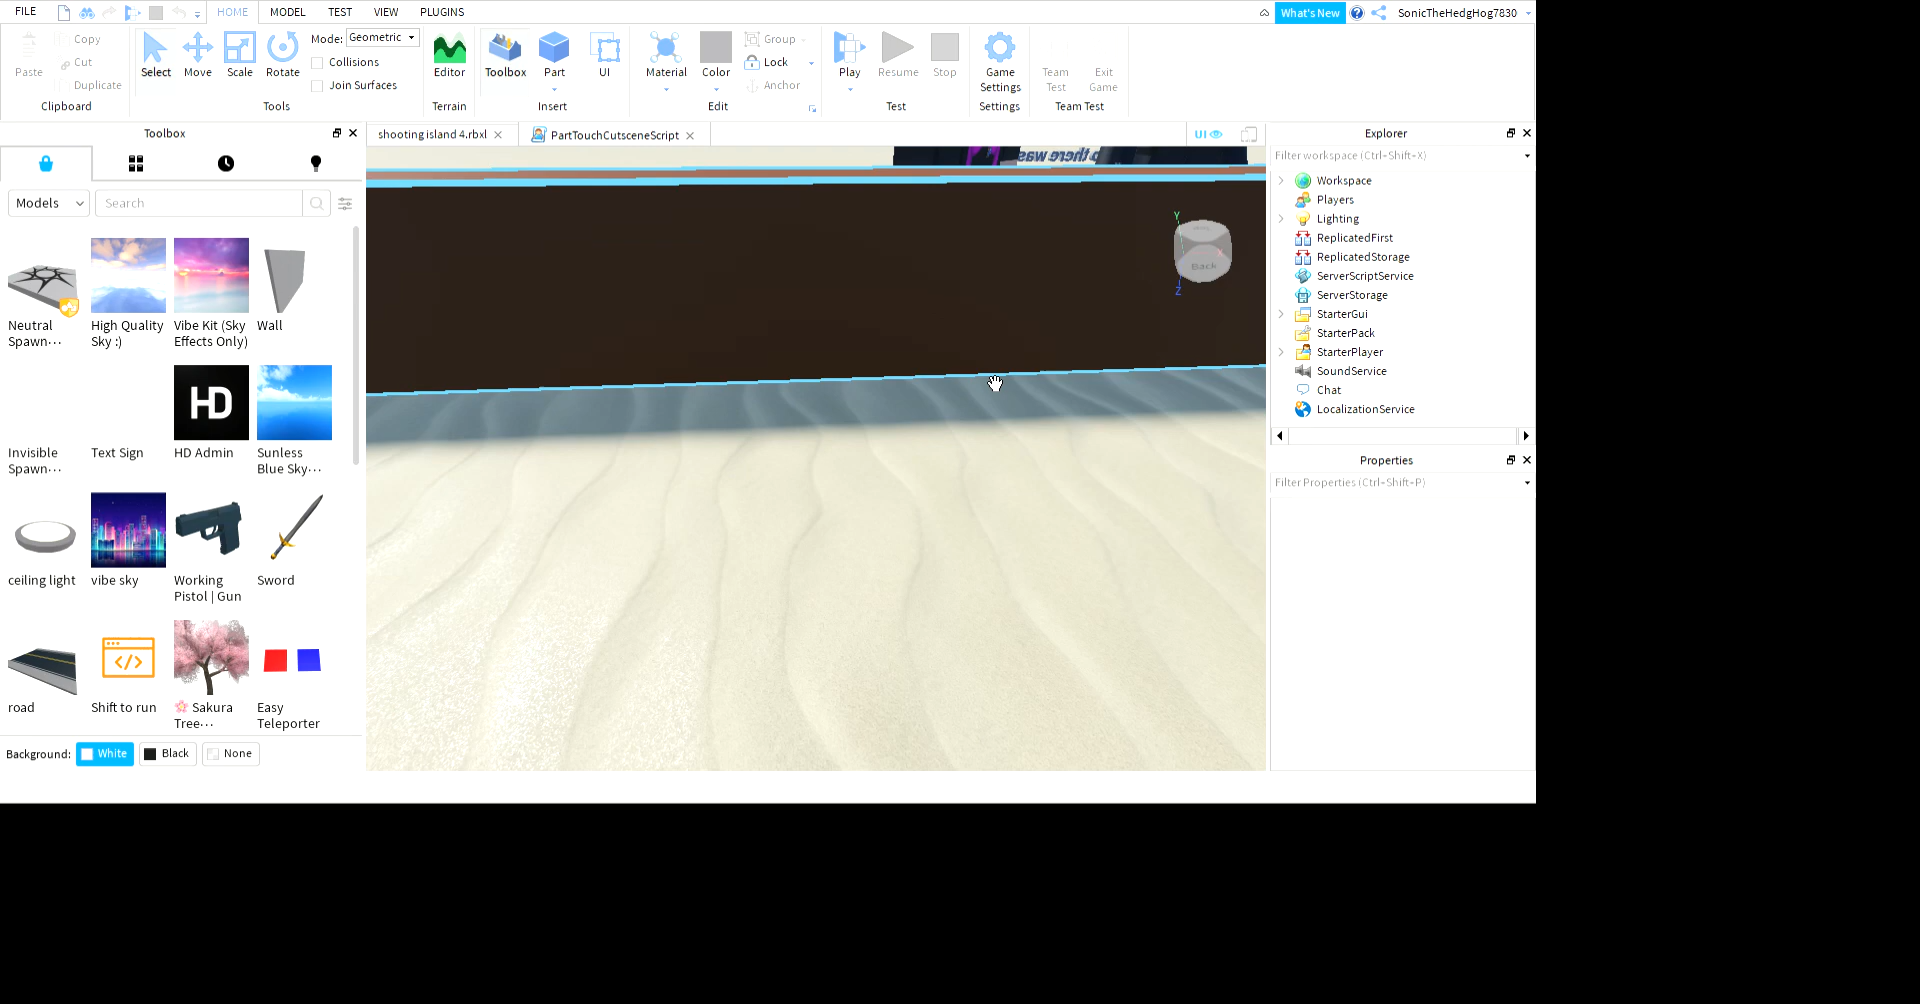 FILE
HOME
MODEL
TEST
VIEW
PLUGINS
What's New
SonicTheHedgHog7830
Paste
Copy
Cut
Duplicate
Clipboard
Select
Move
Scale
Rotate
Mode: Geometric
Collisions
Join Surfaces
Tools
Editor
Terrain
Toolbox
Part
UI
Insert
Material
Color
Group
Lock
Anchor
Edit
Play
Resume
Stop
Test
Game
Settings
Settings
Team
Test
Exit
Game
Team Test
Toolbox
Models
Search
Neutral
Spawn...
High Quality
Sky :)
Vibe Kit (Sky
Effects Only)
Wall
Invisible
Spawn...
Text Sign
HD
HD Admin
Sunless
Blue Sky...
ceiling light
vibe sky
Working
Pistol | Gun
Sword
road
</>
Shift to run
🌸 Sakura
Tree...
Easy
Teleporter
Background:
White
Black
None
shooting island 4.rbxl
PartTouchCutsceneScript
UI
p there was
Y
X
Back
Z
Explorer
Filter workspace (Ctrl+Shift+X)
Workspace
Players
Lighting
ReplicatedFirst
ReplicatedStorage
ServerScriptService
ServerStorage
StarterGui
StarterPack
StarterPlayer
SoundService
Chat
LocalizationService
Properties
Filter Properties (Ctrl+Shift+P)